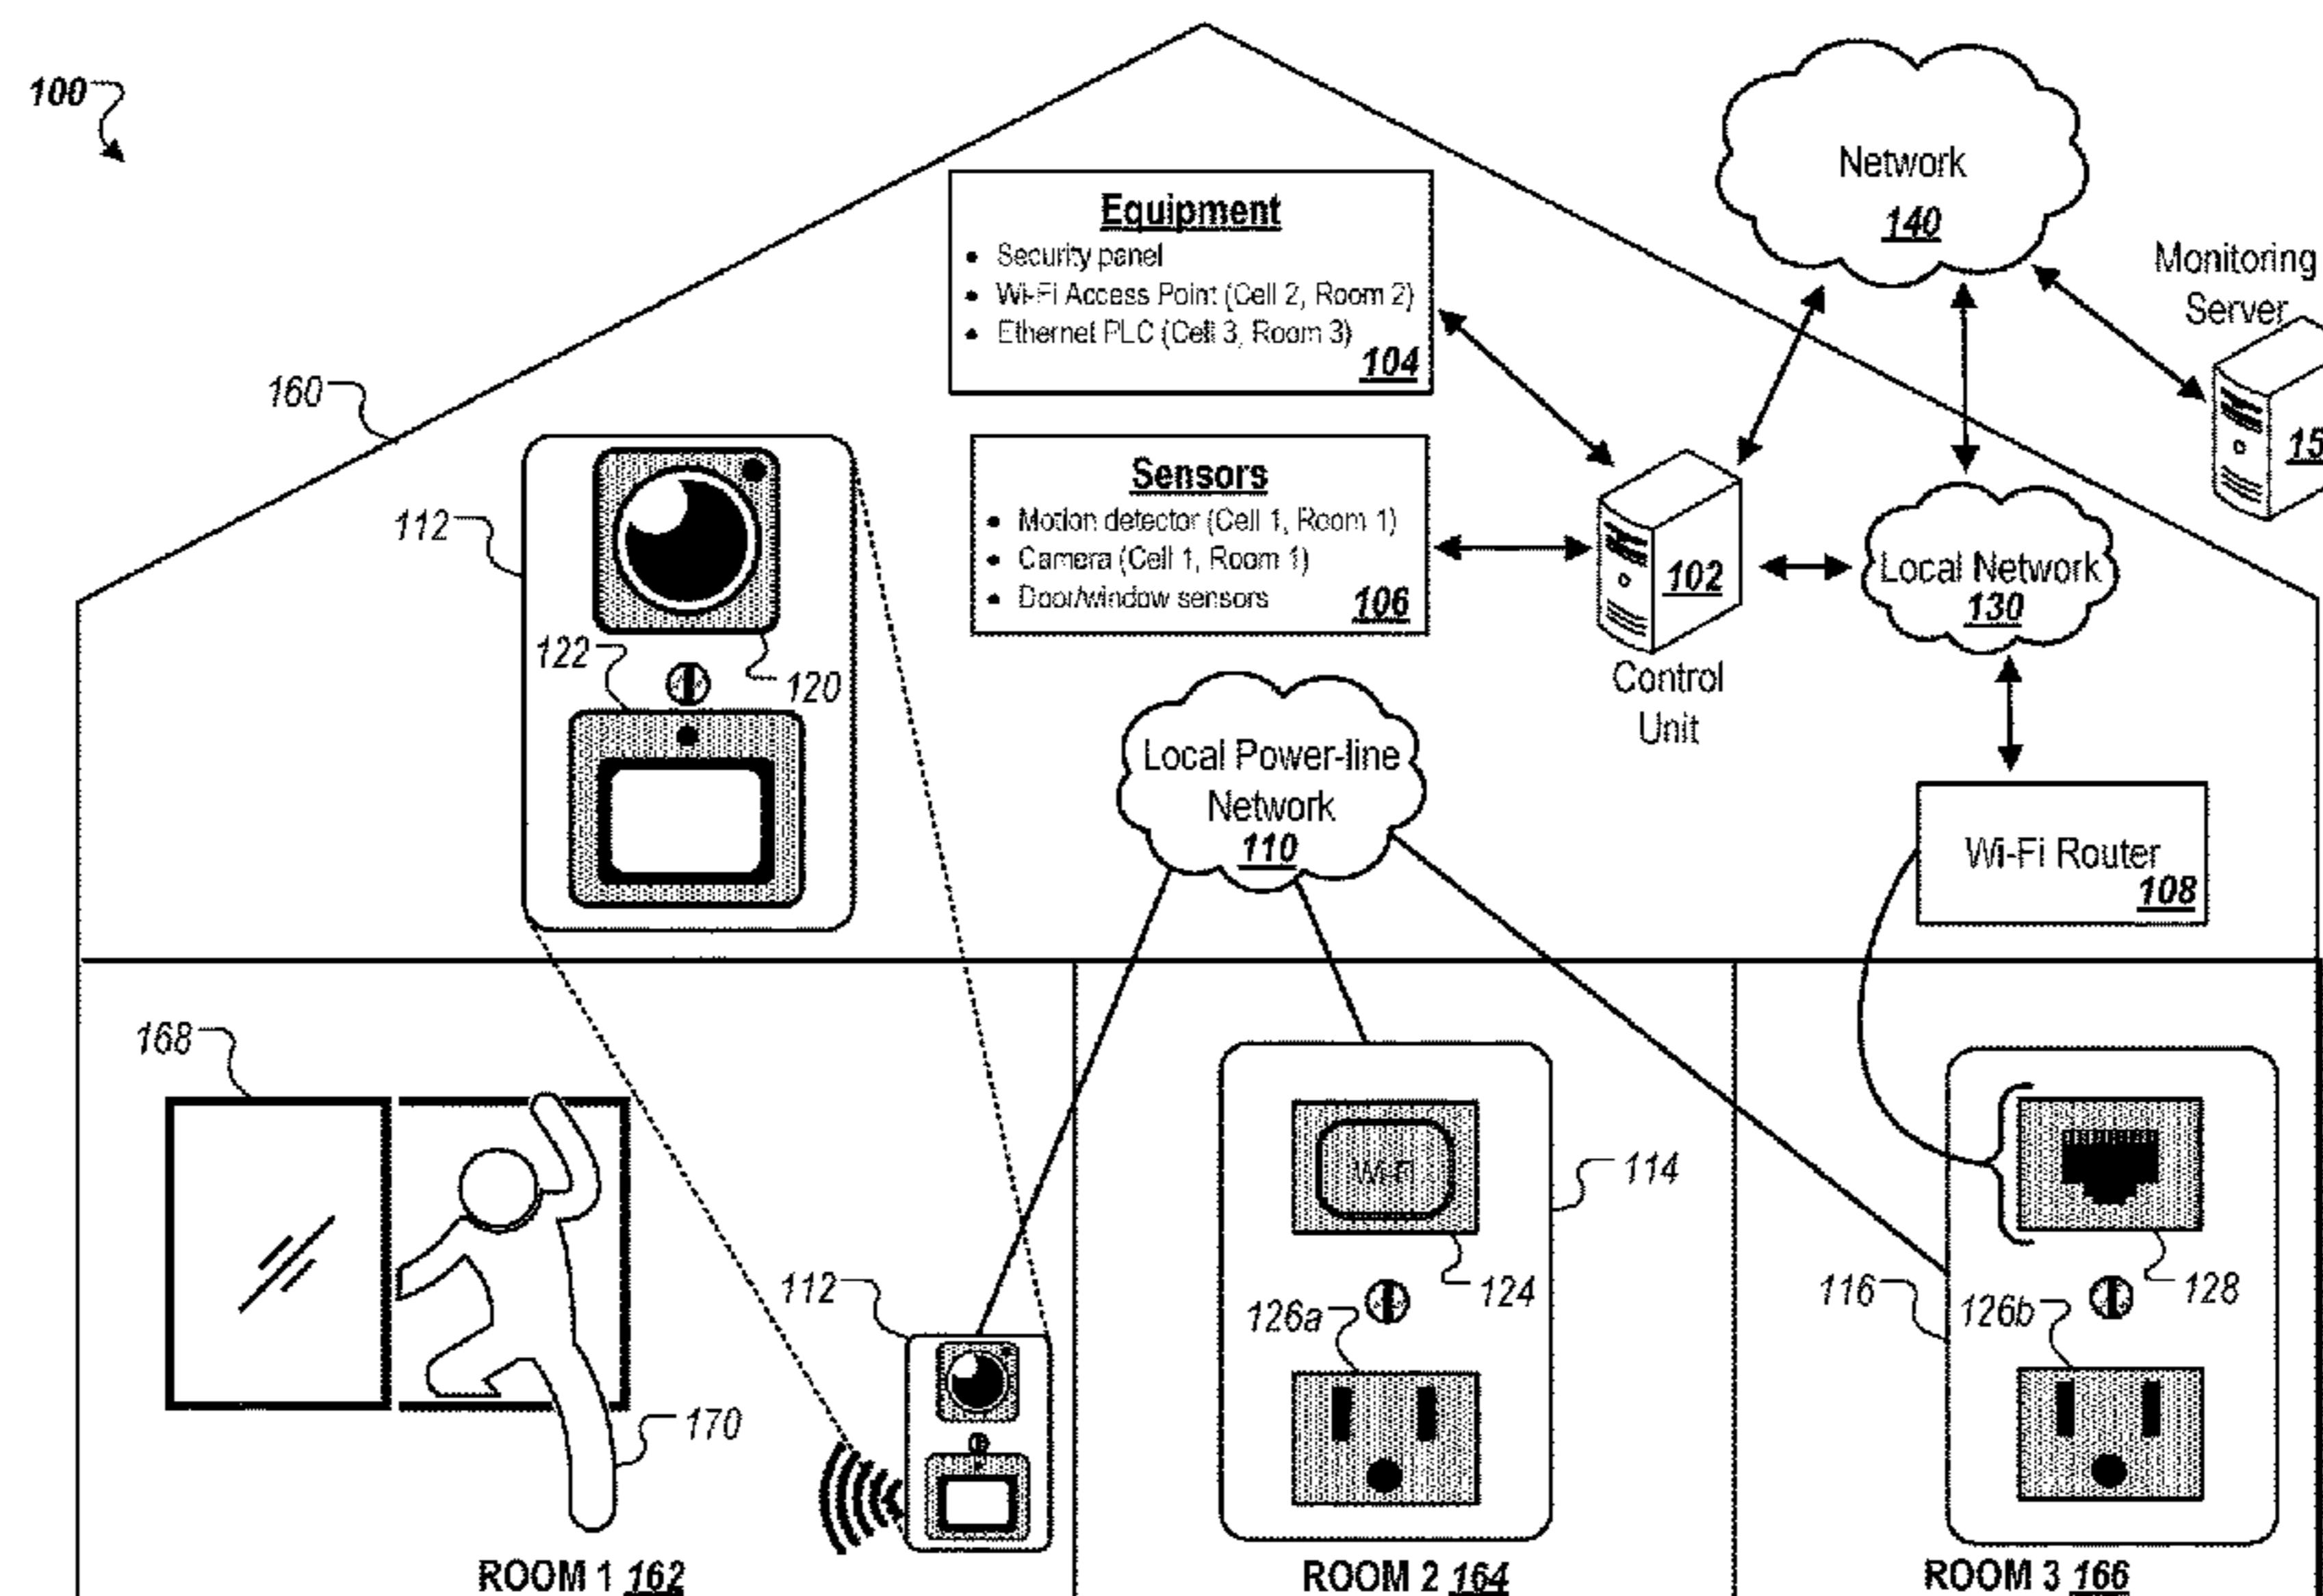 100
Network
140
Equipment
• Security panel
• Wi-Fi Access Point (Cell 2, Room 2)
• Ethernet PLC (Cell 3, Room 3)
104
Monitoring
Server
160
Sensors
• Motion detector (Cell 1, Room 1)
• Camera (Cell 1, Room 1)
• Door/window sensors
106
112
102
Control
Unit
Local Network
130
122
120
Local Power-line
Network
110
Wi-Fi Router
108
168
Wi-Fi
114
124
112
126a
116
126b
128
170
ROOM 1 162
ROOM 2 164
ROOM 3 166